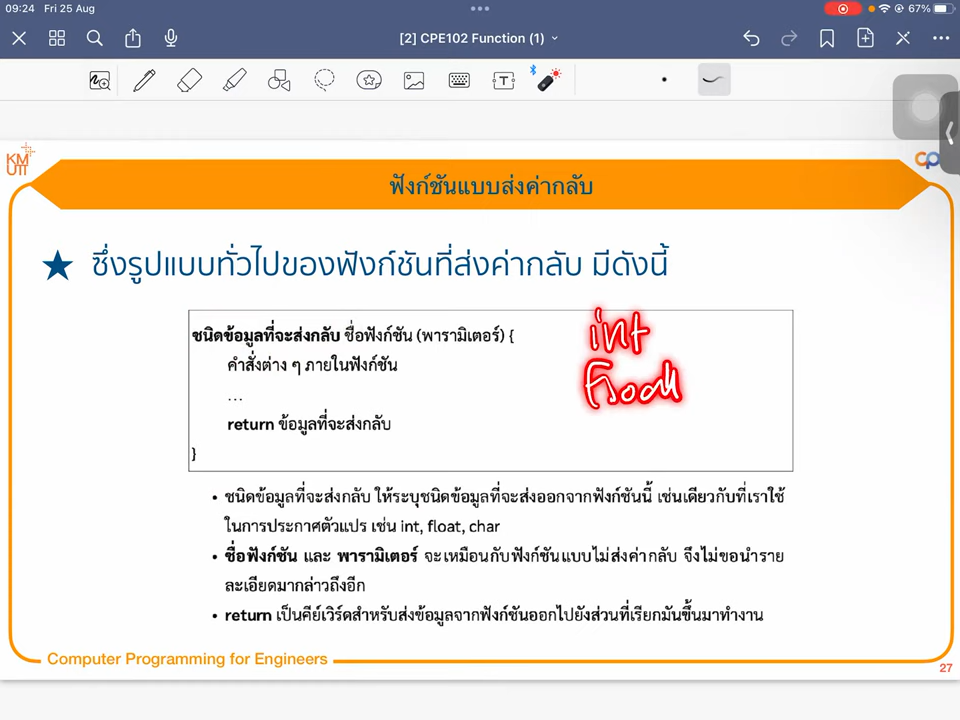 09:24 Fri 25 Aug 67%
[2] CPE102 Function (1)
KM
UTT
cp
ฟังก์ชันแบบส่งค่ากลับ
★ ซึ่งรูปแบบทั่วไปของฟังก์ชันที่ส่งค่ากลับ มีดังนี้
ชนิดข้อมูลที่จะส่งกลับ ชื่อฟังก์ชัน (พารามิเตอร์) {
int
คำสั่งต่าง ๆ ภายในฟังก์ชัน
...
return ข้อมูลที่จะส่งกลับ
}
• ชนิดข้อมูลที่จะส่งกลับ ให้ระบุชนิดข้อมูลที่จะส่งออกจากฟังก์ชันนี้ เช่นเดียวกับที่เราใช้
ในการประกาศตัวแปร เช่น int, float, char
• ชื่อฟังก์ชัน และ พารามิเตอร์ จะเหมือนกับฟังก์ชันแบบไม่ส่งค่ากลับ จึงไม่ขอนำราย
ละเอียดมากล่าวถึงอีก
• return เป็นคีย์เวิร์ดสำหรับส่งข้อมูลจากฟังก์ชันออกไปยังส่วนที่เรียกมันขึ้นมาทำงาน
Computer Programming for Engineers
27